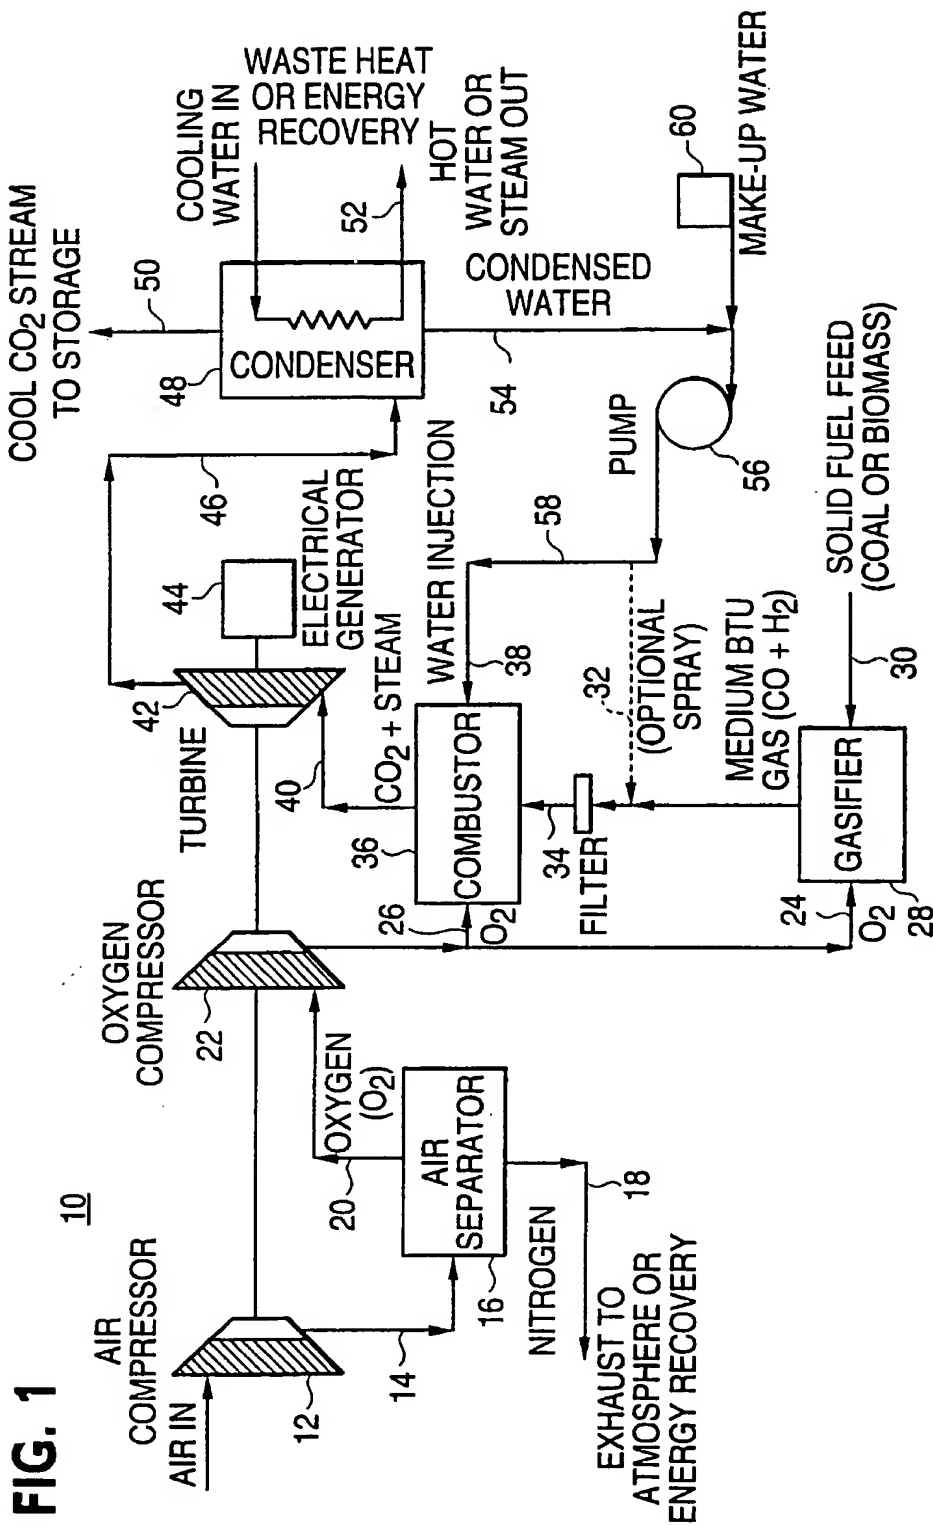 FIG. 1
10
AIR
COMPRESSOR
AIR IN
12
14
AIR
SEPARATOR
16
NITROGEN
18
EXHAUST TO
ATMOSPHERE OR
ENERGY RECOVERY
20
OXYGEN
(O2)
OXYGEN
COMPRESSOR
22
26
O2
24
O2
GASIFIER
28
30
SOLID FUEL FEED
(COAL OR BIOMASS)
MEDIUM BTU
GAS (CO + H2)
32
(OPTIONAL
SPRAY)
FILTER
34
COMBUSTOR
36
38
WATER INJECTION
40
CO2 + STEAM
TURBINE
42
44
ELECTRICAL
GENERATOR
46
CONDENSER
48
COOL CO2 STREAM
TO STORAGE
50
COOLING
WATER IN
WASTE HEAT
OR ENERGY
RECOVERY
52
HOT
WATER OR
STEAM OUT
CONDENSED
WATER
54
PUMP
56
58
60
MAKE-UP WATER